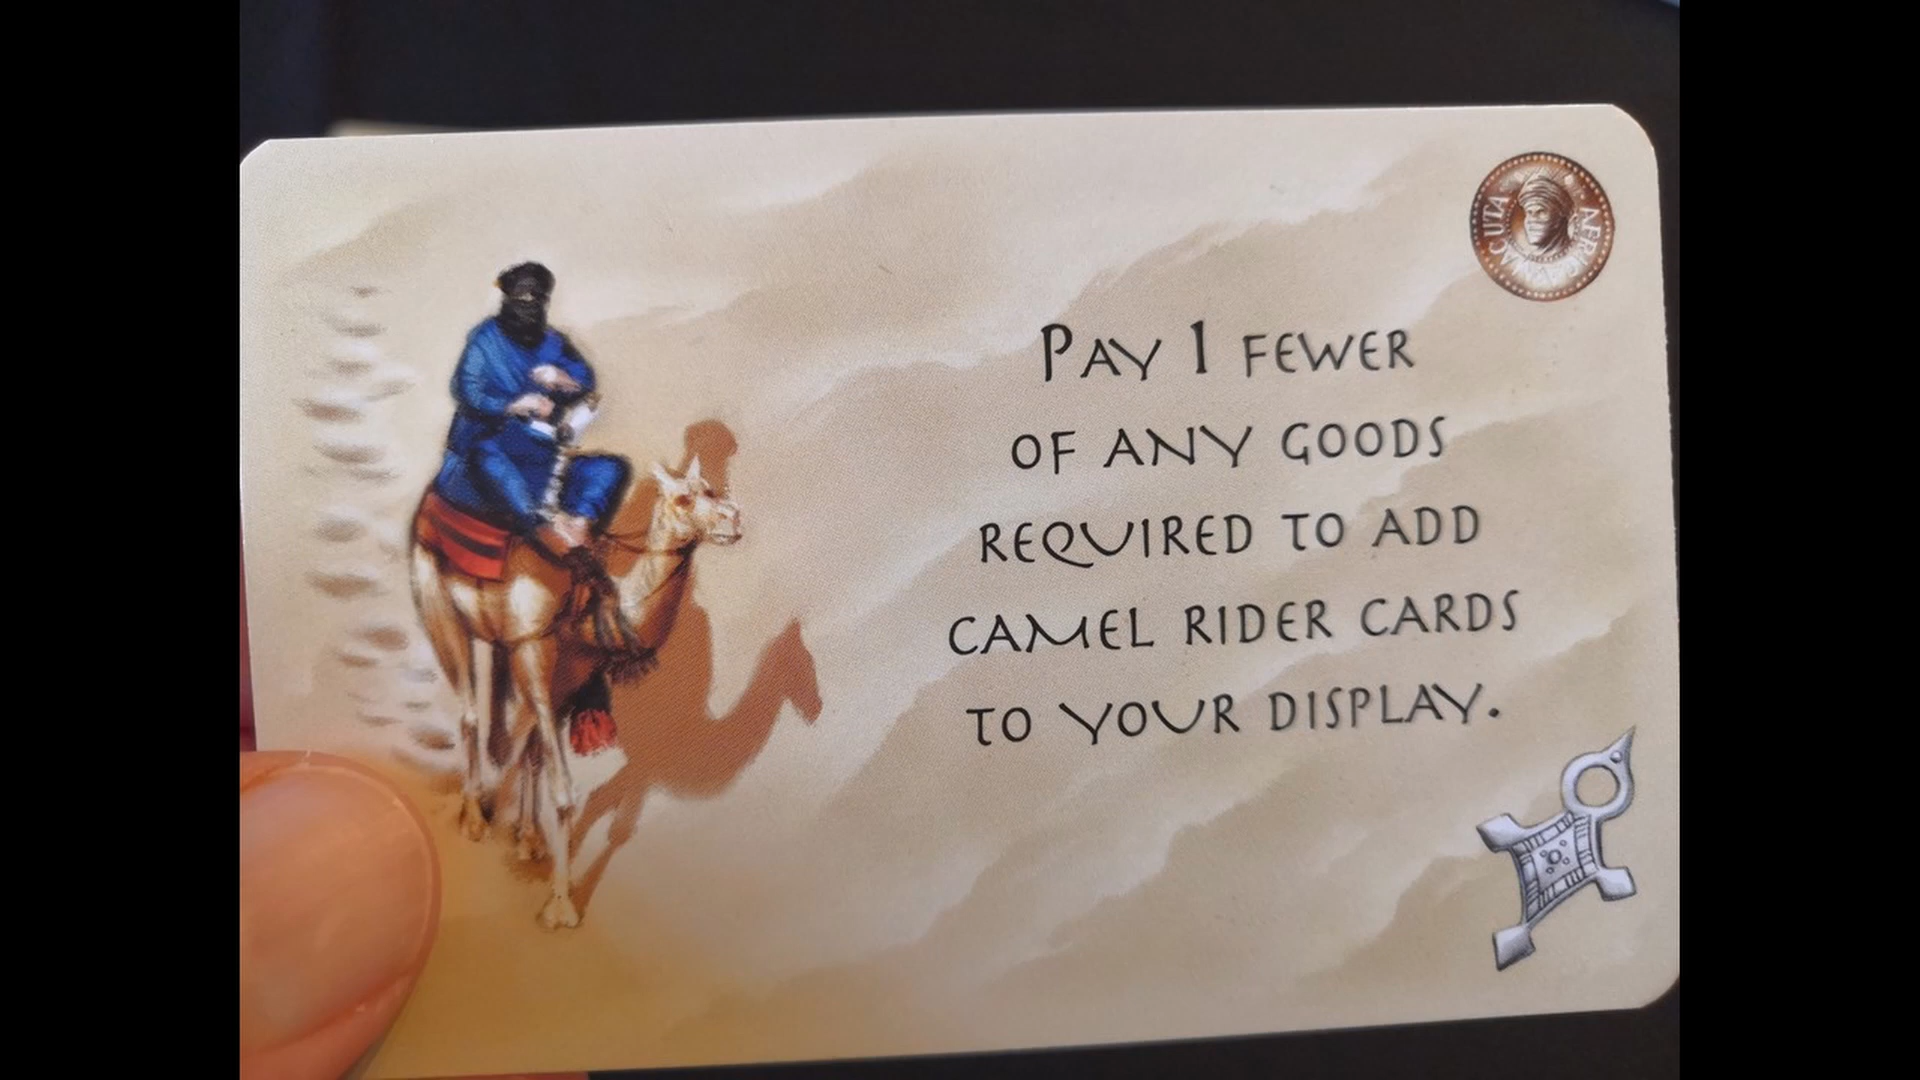 Pay 1 fewer
of any goods
required to add
camel rider cards
to your display.